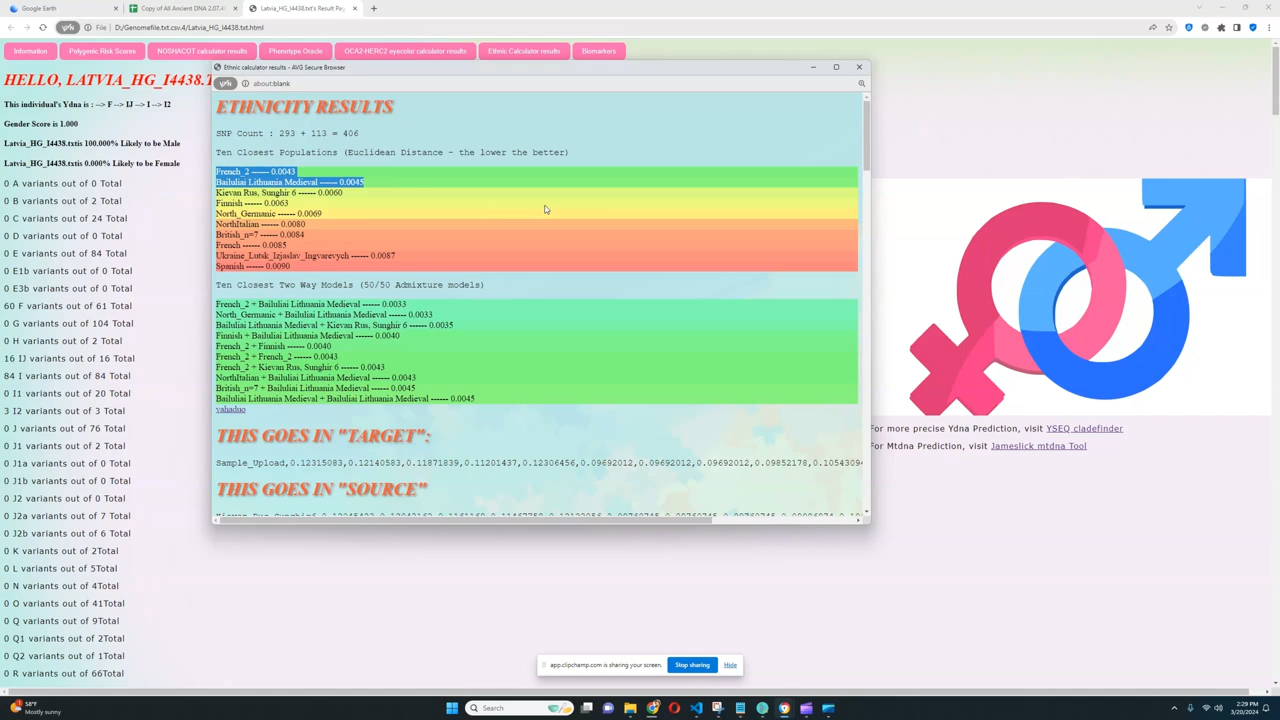 Google Earth
Copy of All Ancient DNA 2.07.4
Latvia_HG_I4438.txt's Result Pa
VPN
File
D:/Genomefile.txt.csv.4/Latvia_HG_I4438.txt.html
Information
Polygenic Risk Scores
NOSHACOT calculator results
Phenotype Oracle
OCA2-HERC2 eyecolor calculator results
Ethnic Calculator results
Biomarkers
HELLO, LATVIA_HG_I4438.T
This individual's Ydna is : --> F --> IJ --> I --> I2
Gender Score is 1.000
Latvia_HG_I4438.txtis 100.000% Likely to be Male
Latvia_HG_I4438.txtis 0.000% Likely to be Female
0 A variants out of 0 Total
0 B variants out of 2 Total
0 C variants out of 24 Total
0 D variants out of 0 Total
0 E variants out of 84 Total
0 E1b variants out of 0 Total
0 E3b variants out of 0 Total
60 F variants out of 61 Total
0 G variants out of 104 Total
0 H variants out of 2 Total
16 IJ variants out of 16 Total
84 I variants out of 84 Total
0 I1 variants out of 20 Total
3 I2 variants out of 3 Total
0 J variants out of 76 Total
0 J1 variants out of 2 Total
0 J1a variants out of 0 Total
0 J1b variants out of 0 Total
0 J2 variants out of 0 Total
0 J2a variants out of 7 Total
0 J2b variants out of 6 Total
0 K variants out of 2Total
0 L variants out of 5Total
0 N variants out of 4Total
0 O variants out of 41Total
0 Q variants out of 9Total
0 Q1 variants out of 2Total
0 Q2 variants out of 1Total
0 R variants out of 66Total
Ethnic calculator results - AVG Secure Browser
VPN
about:blank
ETHNICITY RESULTS
SNP Count : 293 + 113 = 406
Ten Closest Populations (Euclidean Distance - the lower the better)
French_2 ------ 0.0043
Bailuliai Lithuania Medieval ------ 0.0045
Kievan Rus, Sunghir 6 ------ 0.0060
Finnish ------ 0.0063
North_Germanic ------ 0.0069
NorthItalian ------ 0.0080
British_n=7 ------ 0.0084
French ------ 0.0085
Ukraine_Lutsk_Izjaslav_Ingvarevych ------ 0.0087
Spanish ------ 0.0090
Ten Closest Two Way Models (50/50 Admixture models)
French_2 + Bailuliai Lithuania Medieval ------ 0.0033
North_Germanic + Bailuliai Lithuania Medieval ------ 0.0033
Bailuliai Lithuania Medieval + Kievan Rus, Sunghir 6 ------ 0.0035
Finnish + Bailuliai Lithuania Medieval ------ 0.0040
French_2 + Finnish ------ 0.0040
French_2 + French_2 ------ 0.0043
French_2 + Kievan Rus, Sunghir 6 ------ 0.0043
NorthItalian + Bailuliai Lithuania Medieval ------ 0.0043
British_n=7 + Bailuliai Lithuania Medieval ------ 0.0045
Bailuliai Lithuania Medieval + Bailuliai Lithuania Medieval ------ 0.0045
vahaduo
THIS GOES IN "TARGET":
Sample_Upload,0.12315083,0.12140583,0.11871839,0.11201437,0.12306456,0.09692012,0.09692012,0.09692012,0.09852178,0.1054309
THIS GOES IN "SOURCE"
For more precise Ydna Prediction, visit YSEQ cladefinder
For Mtdna Prediction, visit Jameslick mtdna Tool
app.clipchamp.com is sharing your screen.
Stop sharing
Hide
58°F
Mostly sunny
Search
2:29 PM
3/20/2024